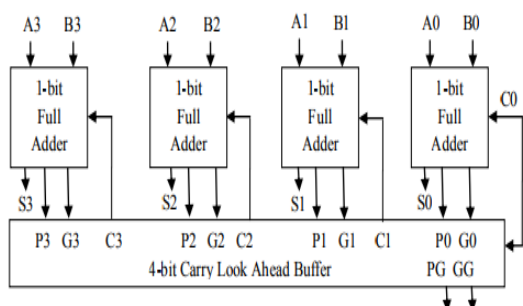 A3 B3 A2 B2 A1 B1 A0 B0
1-bit Full Adder
1-bit Full Adder
1-bit Full Adder
1-bit Full Adder
C0
S3 S2 S1 S0
P3 G3 C3 P2 G2 C2 P1 G1 C1 P0 G0
4-bit Carry Look Ahead Buffer PG GG